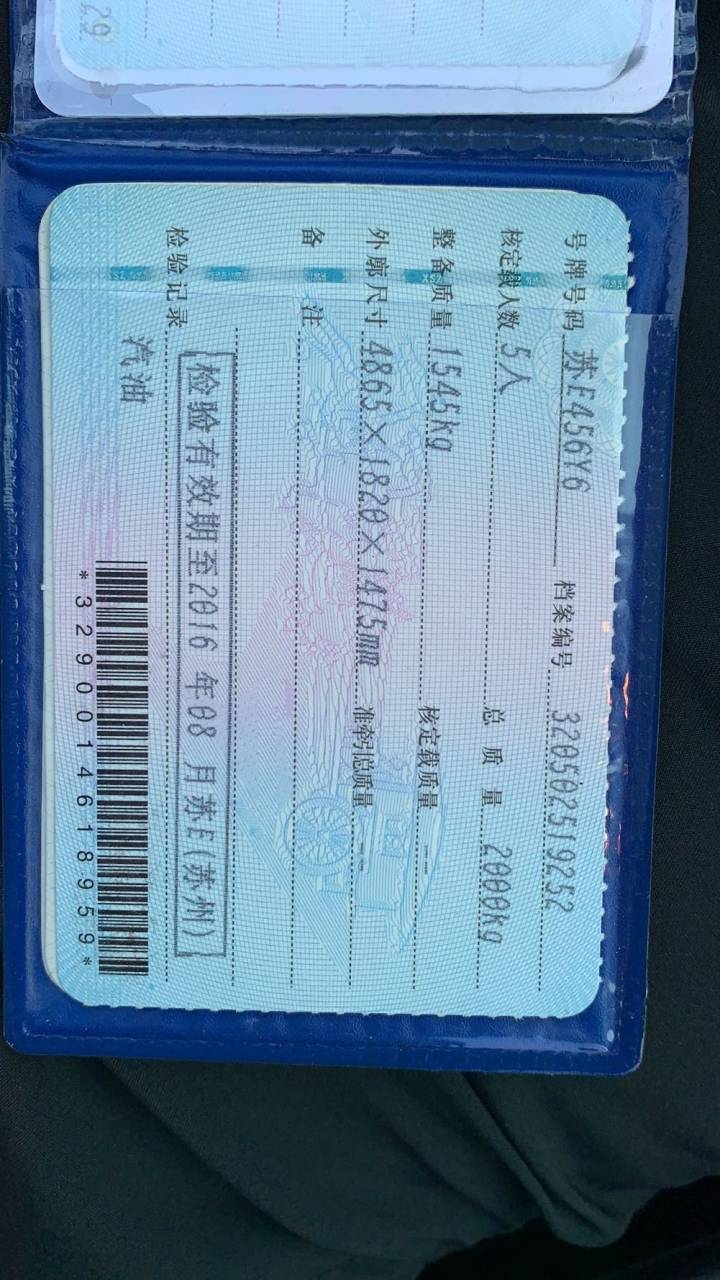 号牌号码 苏E456Y6 档案编号 320502519252
核定载人数 5人 总质量 2000kg
整备质量 1545kg 核定载质量 --
外廓尺寸 4865×1820×1475mm 准牵引总质量
备注
检验有效期至2016年08月苏E(苏州)
检验记录
汽油
*3290014618959*